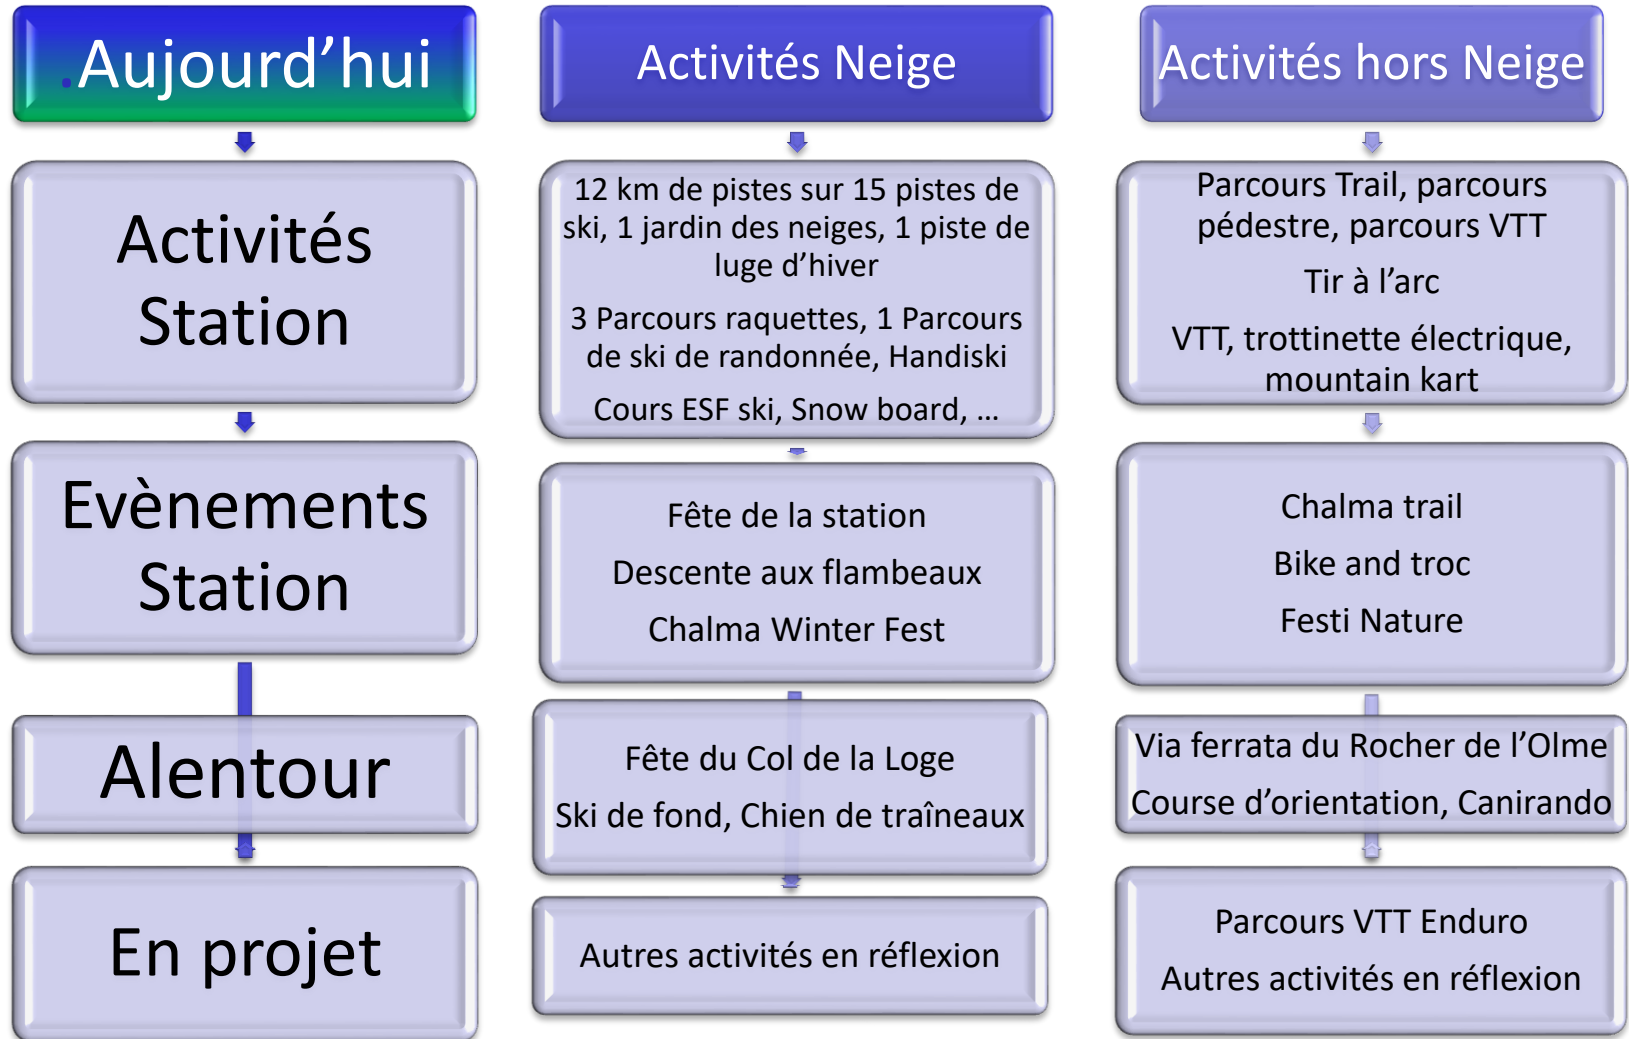 .Aujourd’hui
Activités Neige
Activités hors Neige
Activités
Station
12 km de pistes sur 15 pistes de
ski, 1 jardin des neiges, 1 piste de
luge d’hiver
3 Parcours raquettes, 1 Parcours
de ski de randonnée, Handiski
Cours ESF ski, Snow board, ...
Parcours Trail, parcours
pédestre, parcours VTT
Tir à l’arc
VTT, trottinette électrique,
mountain kart
Evènements
Station
Fête de la station
Descente aux flambeaux
Chalma Winter Fest
Chalma trail
Bike and troc
Festi Nature
Alentour
Fête du Col de la Loge
Ski de fond, Chien de traîneaux
Via ferrata du Rocher de l’Olme
Course d’orientation, Canirando
En projet
Autres activités en réflexion
Parcours VTT Enduro
Autres activités en réflexion